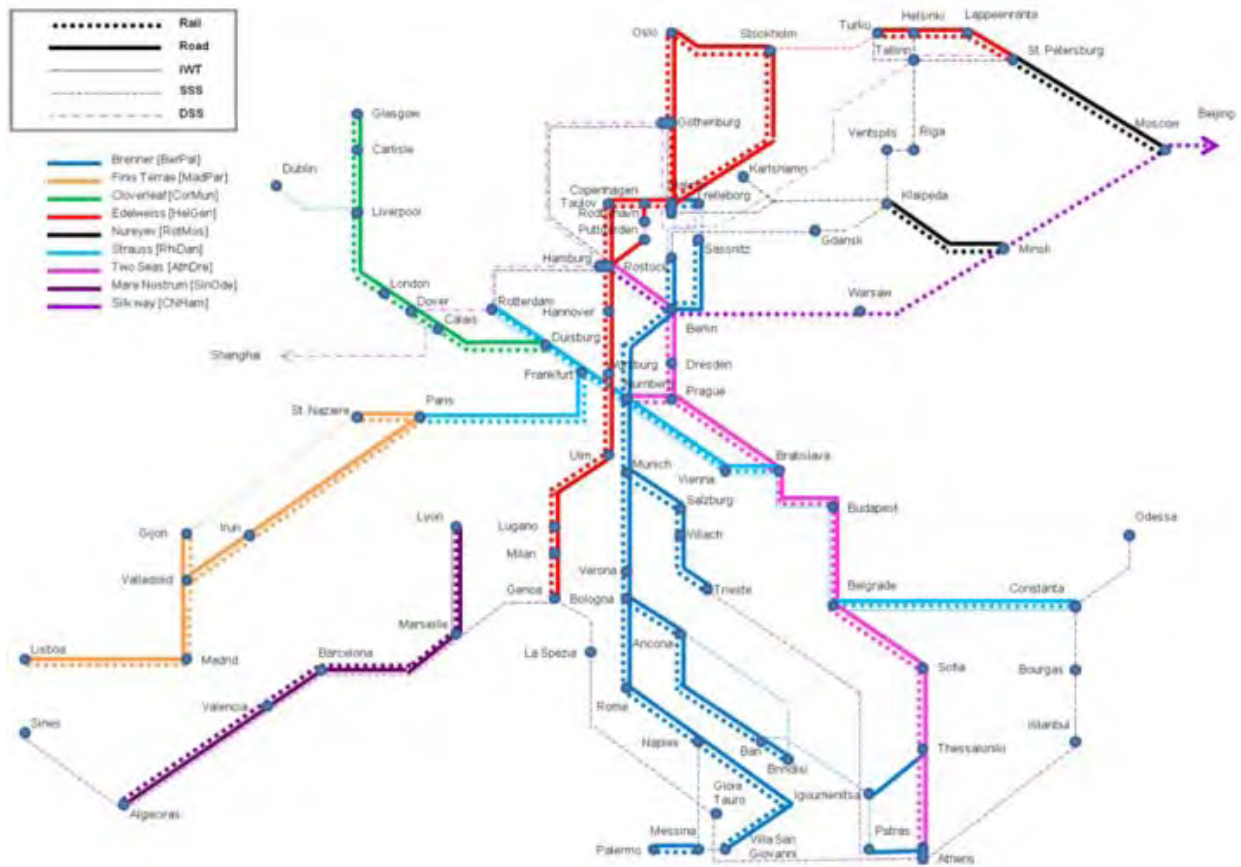 Rail
Road
IWT
SSS
DSS
Brenner [BerPal]
Finis Terrae [MadPar]
Cloverleaf [CorMun]
Edelweiss [HelGen]
Nureyev [RotMos]
Strauss [RhiDan]
Two Seas [AthDre]
Mare Nostrum [SinOde]
Silk way [CNHam]
Oslo
Stockholm
Turku
Helsinki
Lappeenranta
Tallinn
St. Petersburg
Glasgow
Gothenburg
Moscow
Beijing
Carlisle
Ventspils
Riga
Dublin
Karlshamn
Copenhagen
Taulov
Trelleborg
Klaipeda
Liverpool
Puttgarden
Gdansk
Sassnitz
Minsk
Hamburg
Rostock
London
Dover
Rotterdam
Warsaw
Hannover
Calais
Berlin
Duisburg
Shanghai
Frankfurt
Dresden
Prague
St. Naziere
Paris
Ulm
Munich
Vienna
Bratislava
Salzburg
Budapest
Lyon
Lugano
Villach
Odessa
Gijon
Irun
Milan
Valladolid
Varona
Genoa
Bologna
Trieste
Belgrade
Constanta
Marseille
Ancona
Lisboa
Madrid
Barcelona
La Spezia
Sofia
Bourgas
Valencia
Rome
Sines
Istanbul
Naples
Bari
Thessaloniki
Brindisi
Gioia
Tauro
Igoumenitsa
Algeciras
Messina
Patras
Palermo
Villa San
Giovanni
Athens